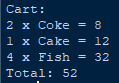 Cart:
2 x Coke = 8
1 x Cake = 12
4 x Fish = 32
Total: 52